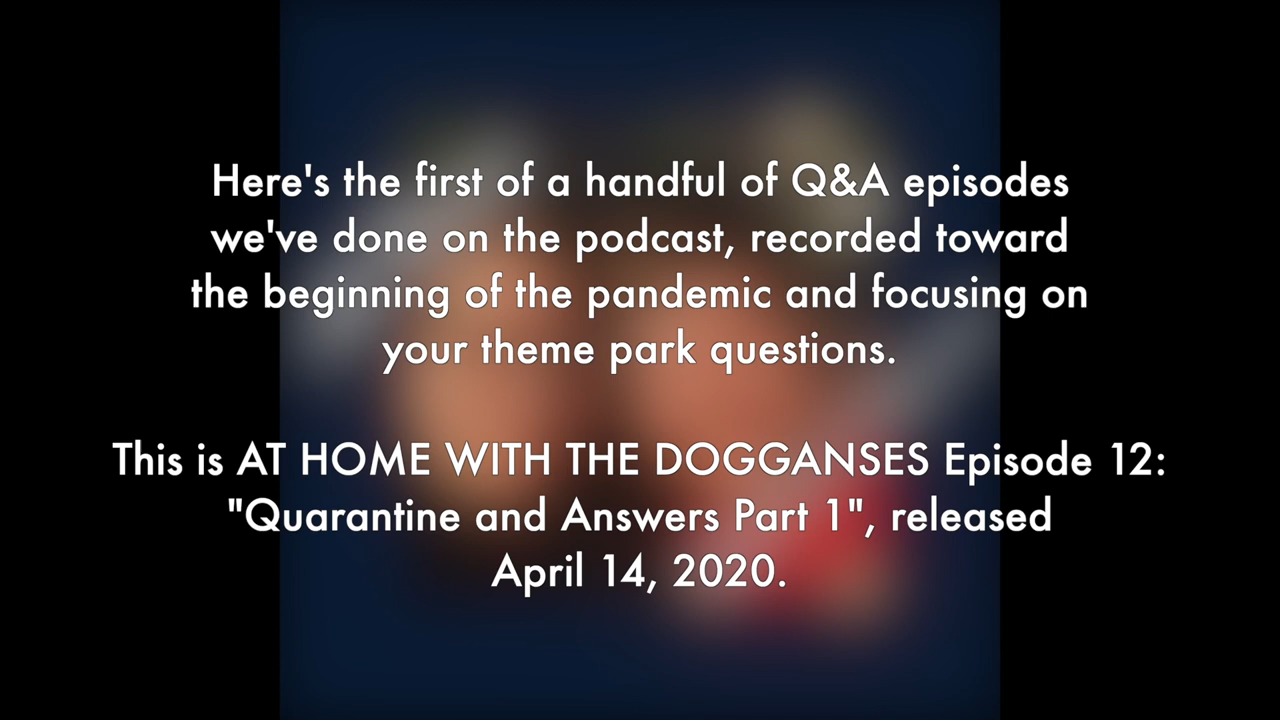 Here's the first of a handful of Q&A episodes
we've done on the podcast, recorded toward
the beginning of the pandemic and focusing on
your theme park questions.
This is AT HOME WITH THE DOGGANSES Episode 12:
"Quarantine and Answers Part 1", released
April 14, 2020.